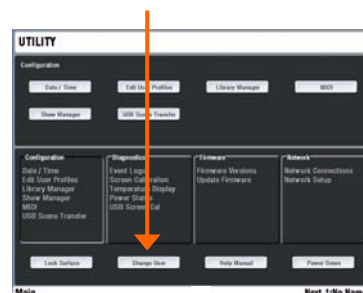 UTILITY
Configuration
Date / Time Edit User Profiles Library Manager MIDI
Show Manager USB Scene Transfer
Configuration Diagnostics Firmware Network
Date / Time Event Logs Firmware Versions Network Connections
Edit User Profiles Screen Calibration Update Firmware Network Setup
Library Manager Temperature Display
Show Manager Power Status
MIDI USB Screen Cal
USB Scene Transfer
Lock Surface Change User Help Manual Power Down
Main Next 1:No Name